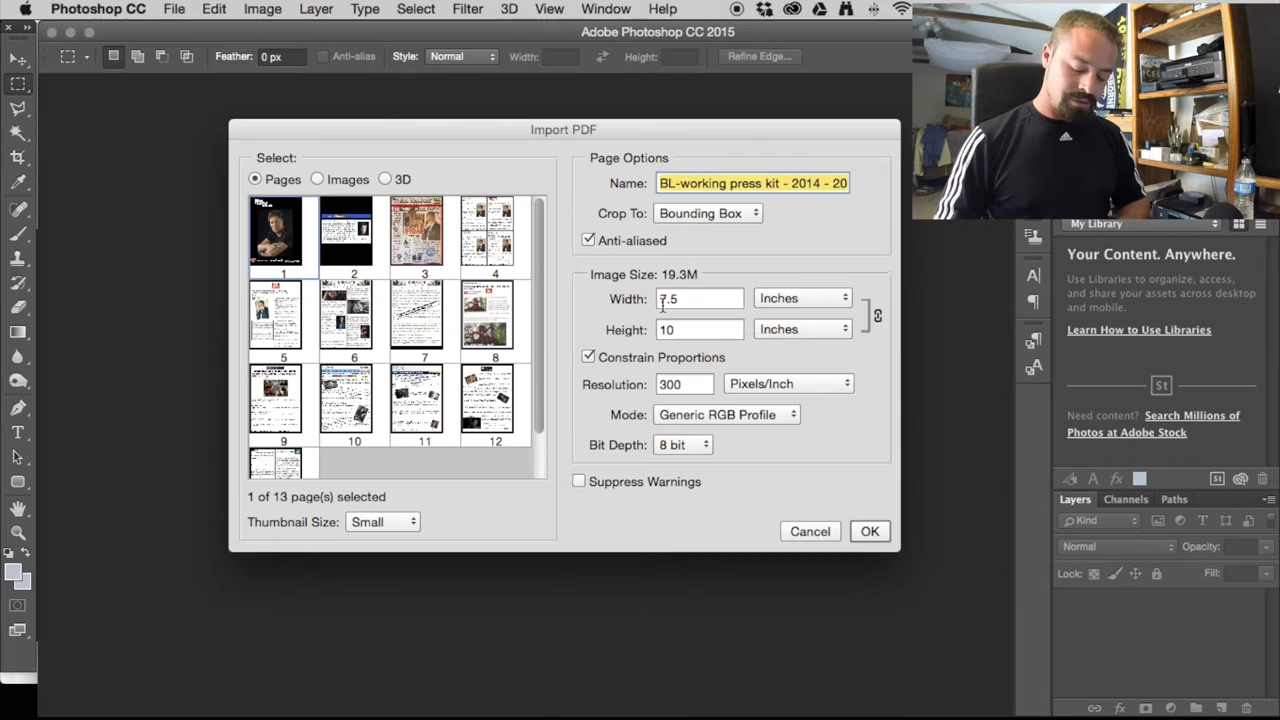 Photoshop CC File Edit Image Layer Type Select Filter 3D View Window Help
Adobe Photoshop CC 2015
Feather: 0 px Anti-alias Style: Normal Width: Height: Refine Edge...
Import PDF
Select:
Pages Images 3D
1 2 3 4
5 6 7 8
9 10 11 12
1 of 13 page(s) selected
Thumbnail Size: Small
Page Options
Name: BL-working press kit - 2014 - 20
Crop To: Bounding Box
Anti-aliased
Image Size: 19.3M
Width: 7.5 Inches
Height: 10 Inches
Constrain Proportions
Resolution: 300 Pixels/Inch
Mode: Generic RGB Profile
Bit Depth: 8 bit
Suppress Warnings
Cancel OK
My Library
Your Content. Anywhere.
Use Libraries to organize, access,
and share your assets across desktop
and mobile.
Learn How to Use Libraries
St
Need content? Search Millions of
Photos at Adobe Stock
St
Layers Channels Paths
Kind
Normal Opacity:
Lock: Fill: